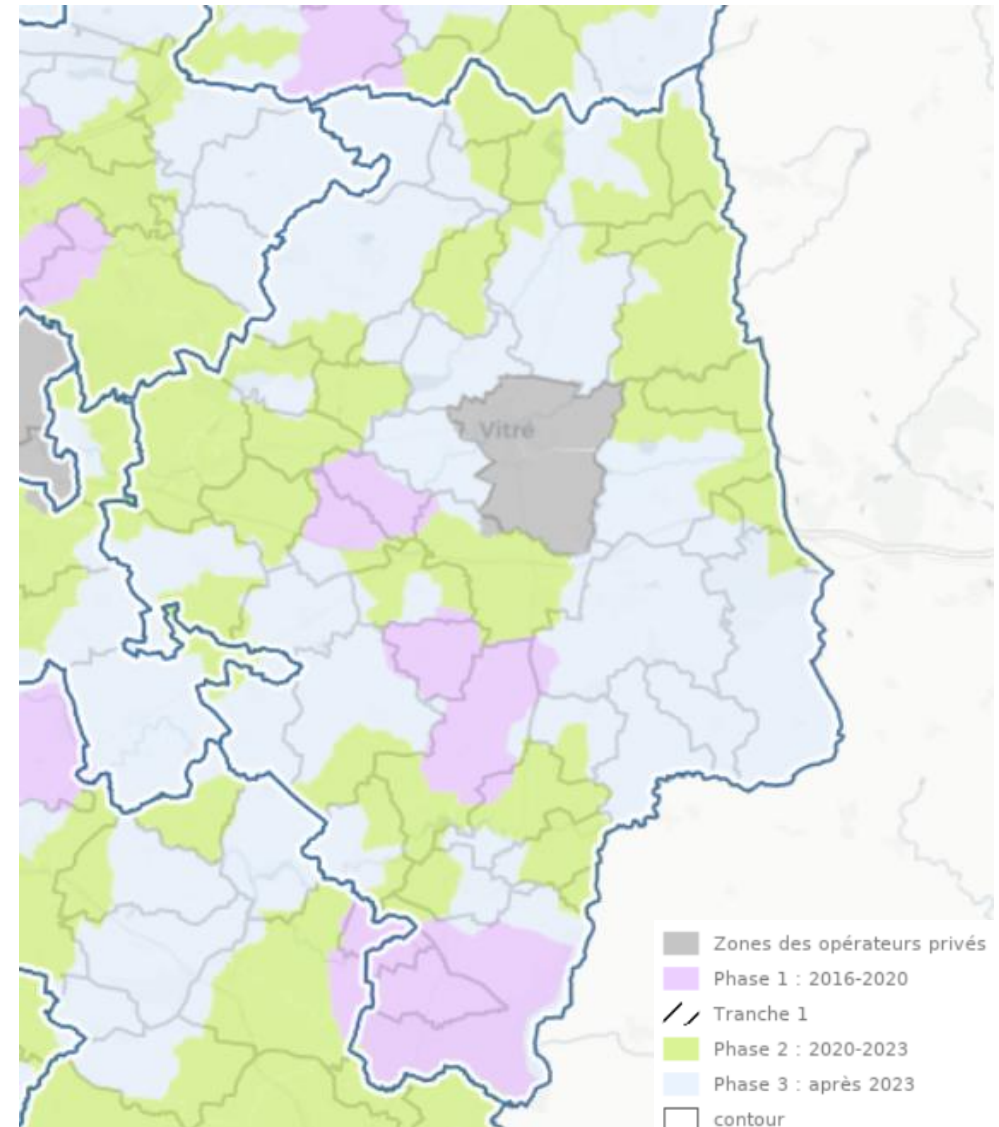 Vitré
Zones des opérateurs privés
Phase 1 : 2016-2020
Tranche 1
Phase 2 : 2020-2023
Phase 3 : après 2023
contour